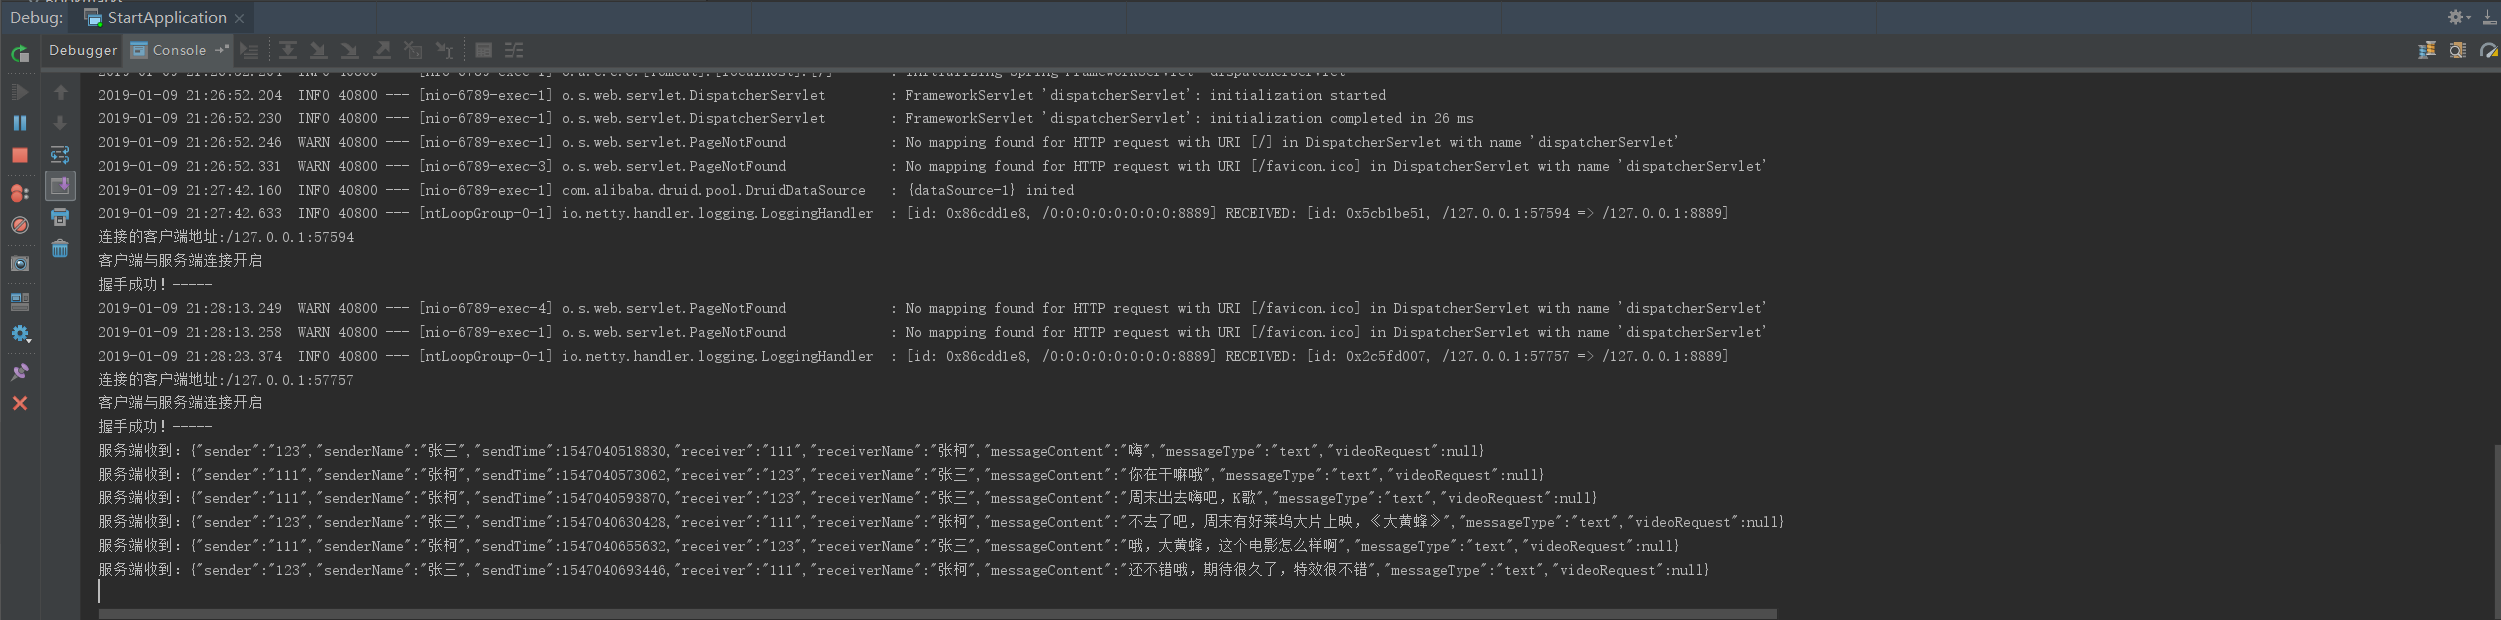 Debug: StartApplication
Debugger Console
2019-01-09 21:26:52.204  INFO 40800 --- [nio-6789-exec-1] o.a.c.c.C.[Tomcat].[localhost].[/]       : Initializing Spring FrameworkServlet 'dispatcherServlet'
2019-01-09 21:26:52.204  INFO 40800 --- [nio-6789-exec-1] o.s.web.servlet.DispatcherServlet        : FrameworkServlet 'dispatcherServlet': initialization started
2019-01-09 21:26:52.230  INFO 40800 --- [nio-6789-exec-1] o.s.web.servlet.DispatcherServlet        : FrameworkServlet 'dispatcherServlet': initialization completed in 26 ms
2019-01-09 21:26:52.246  WARN 40800 --- [nio-6789-exec-1] o.s.web.servlet.PageNotFound             : No mapping found for HTTP request with URI [/] in DispatcherServlet with name 'dispatcherServlet'
2019-01-09 21:26:52.331  WARN 40800 --- [nio-6789-exec-3] o.s.web.servlet.PageNotFound             : No mapping found for HTTP request with URI [/favicon.ico] in DispatcherServlet with name 'dispatcherServlet'
2019-01-09 21:27:42.160  INFO 40800 --- [nio-6789-exec-1] com.alibaba.druid.pool.DruidDataSource   : {dataSource-1} inited
2019-01-09 21:27:42.633  INFO 40800 --- [ntLoopGroup-0-1] io.netty.handler.logging.LoggingHandler  : [id: 0x86cdd1e8, /0:0:0:0:0:0:0:0:8889] RECEIVED: [id: 0x5cb1be51, /127.0.0.1:57594 => /127.0.0.1:8889]
连接的客户端地址:/127.0.0.1:57594
客户端与服务端连接开启
握手成功！-----
2019-01-09 21:28:13.249  WARN 40800 --- [nio-6789-exec-4] o.s.web.servlet.PageNotFound             : No mapping found for HTTP request with URI [/favicon.ico] in DispatcherServlet with name 'dispatcherServlet'
2019-01-09 21:28:13.258  WARN 40800 --- [nio-6789-exec-1] o.s.web.servlet.PageNotFound             : No mapping found for HTTP request with URI [/favicon.ico] in DispatcherServlet with name 'dispatcherServlet'
2019-01-09 21:28:23.374  INFO 40800 --- [ntLoopGroup-0-1] io.netty.handler.logging.LoggingHandler  : [id: 0x86cdd1e8, /0:0:0:0:0:0:0:0:8889] RECEIVED: [id: 0x2c5fd007, /127.0.0.1:57757 => /127.0.0.1:8889]
连接的客户端地址:/127.0.0.1:57757
客户端与服务端连接开启
握手成功！-----
服务端收到：{"sender":"123","senderName":"张三","sendTime":1547040518830,"receiver":"111","receiverName":"张柯","messageContent":"嗨","messageType":"text","videoRequest":null}
服务端收到：{"sender":"111","senderName":"张柯","sendTime":1547040573062,"receiver":"123","receiverName":"张三","messageContent":"你在干嘛哦","messageType":"text","videoRequest":null}
服务端收到：{"sender":"111","senderName":"张柯","sendTime":1547040593870,"receiver":"123","receiverName":"张三","messageContent":"周末出去嗨吧，K歌","messageType":"text","videoRequest":null}
服务端收到：{"sender":"123","senderName":"张三","sendTime":1547040630428,"receiver":"111","receiverName":"张柯","messageContent":"不去了吧，周末有好莱坞大片上映，《大黄蜂》","messageType":"text","videoRequest":null}
服务端收到：{"sender":"111","senderName":"张柯","sendTime":1547040655632,"receiver":"123","receiverName":"张三","messageContent":"哦，大黄蜂，这个电影怎么样啊","messageType":"text","videoRequest":null}
服务端收到：{"sender":"123","senderName":"张三","sendTime":1547040693446,"receiver":"111","receiverName":"张柯","messageContent":"还不错哦，期待很久了，特效很不错","messageType":"text","videoRequest":null}